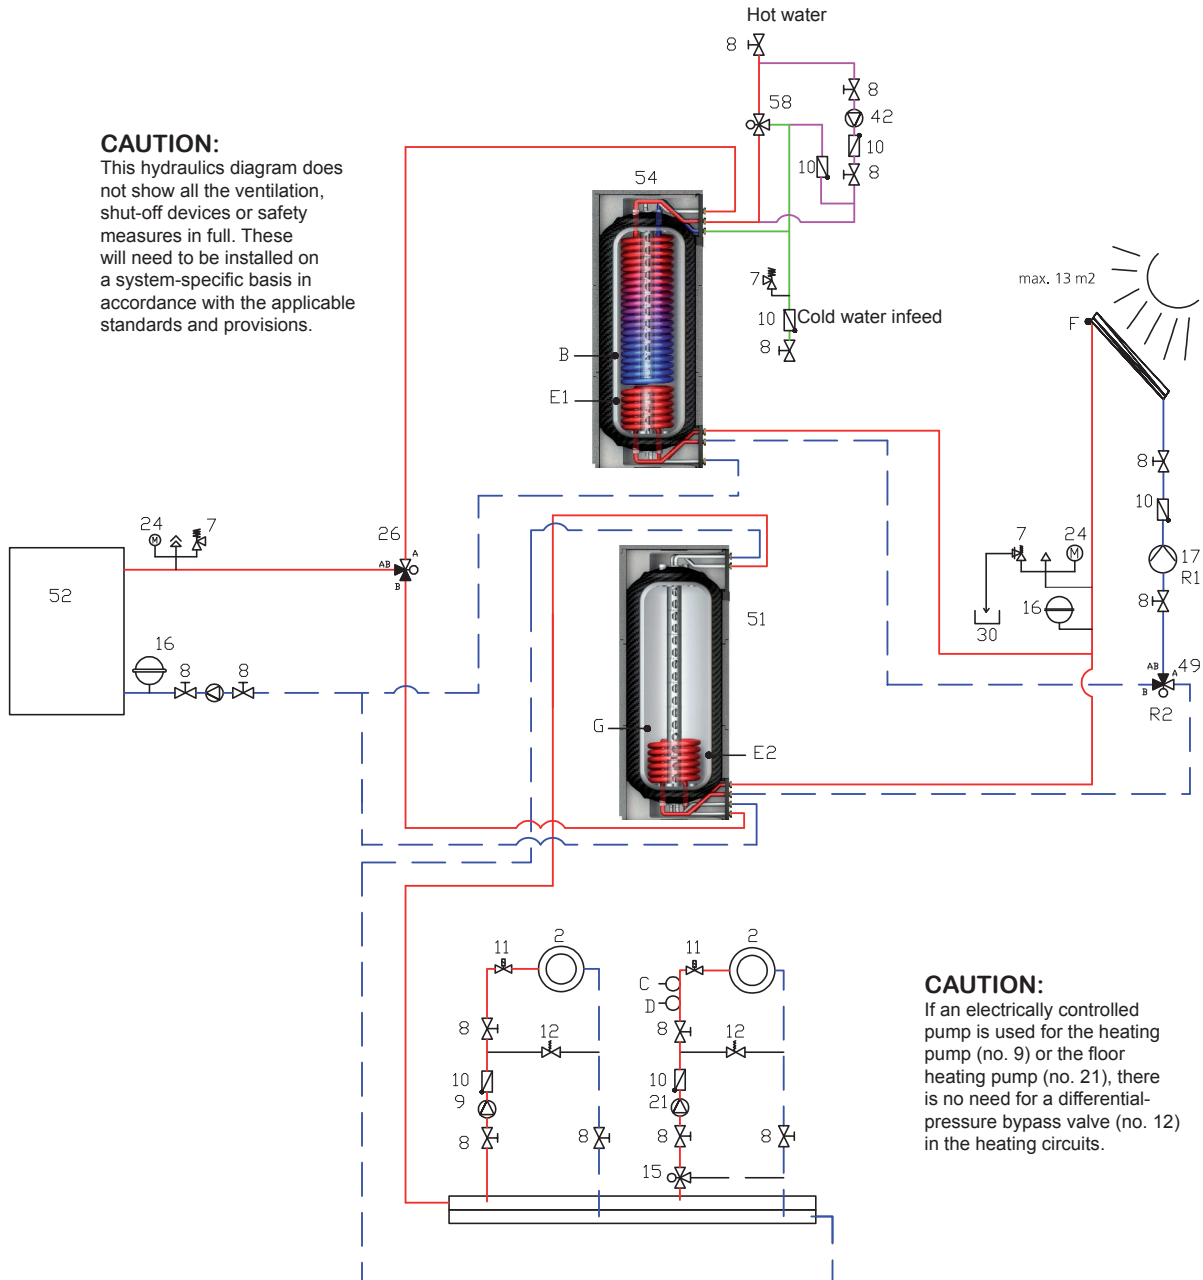 Hot water
8
8
58
42
CAUTION:
This hydraulics diagram does
not show all the ventilation,
shut-off devices or safety
measures in full. These
will need to be installed on
a system-specific basis in
accordance with the applicable
standards and provisions.
10
10
8
54
7
max. 13 m2
10
Cold water infeed
F
8
B
E1
8
10
24
7
26
A
AB
B
7
24
17
R1
52
51
16
8
30
16
8
8
AB
A
49
B
R2
G
E2
11
2
11
2
C
D
8
12
8
12
10
9
10
21
8
8
8
8
15
CAUTION:
If an electrically controlled
pump is used for the heating
pump (no. 9) or the floor
heating pump (no. 21), there
is no need for a differential-
pressure bypass valve (no. 12)
in the heating circuits.
M
M